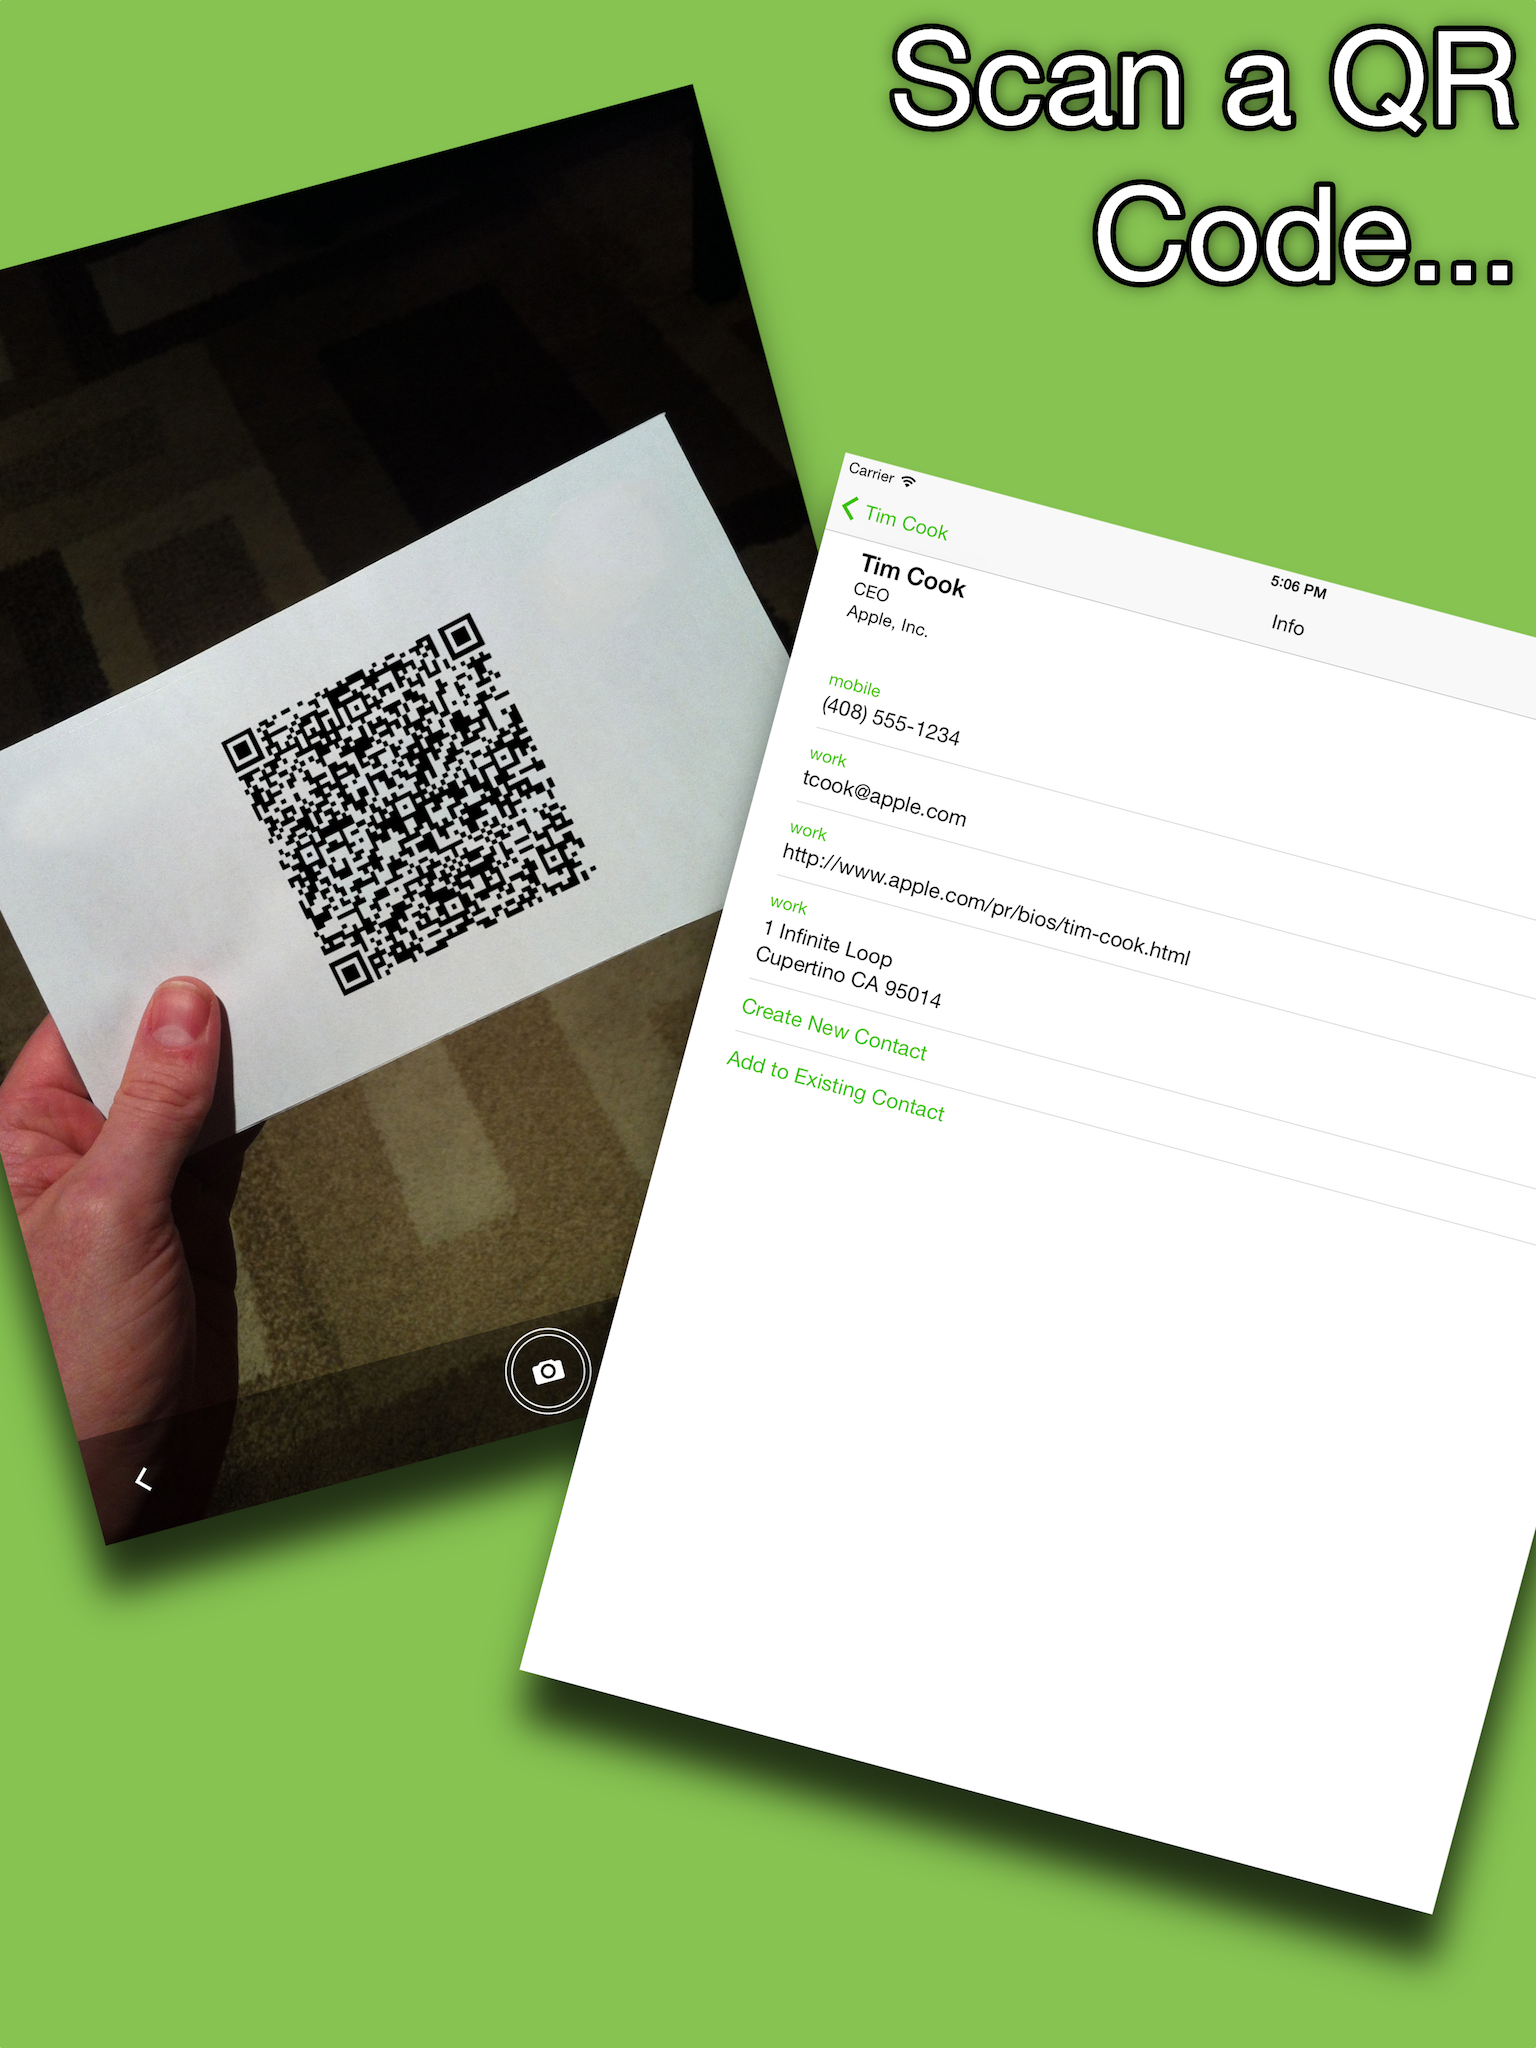 Scan a QR
Code...
Carrier
5:06 PM
Tim Cook
Info
Tim Cook
CEO
Apple, Inc.
mobile
(408) 555-1234
work
tcook@apple.com
work
http://www.apple.com/pr/bios/tim-cook.html
work
1 Infinite Loop
Cupertino CA 95014
Create New Contact
Add to Existing Contact